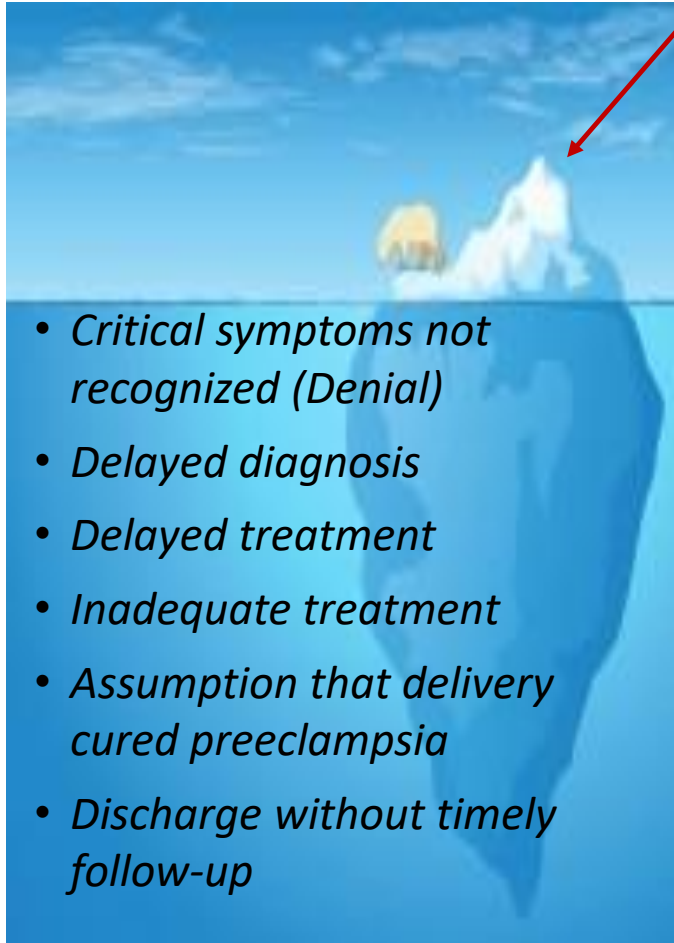 • Critical symptoms not
recognized (Denial)
• Delayed diagnosis
• Delayed treatment
• Inadequate treatment
• Assumption that delivery
cured preeclampsia
• Discharge without timely
follow-up